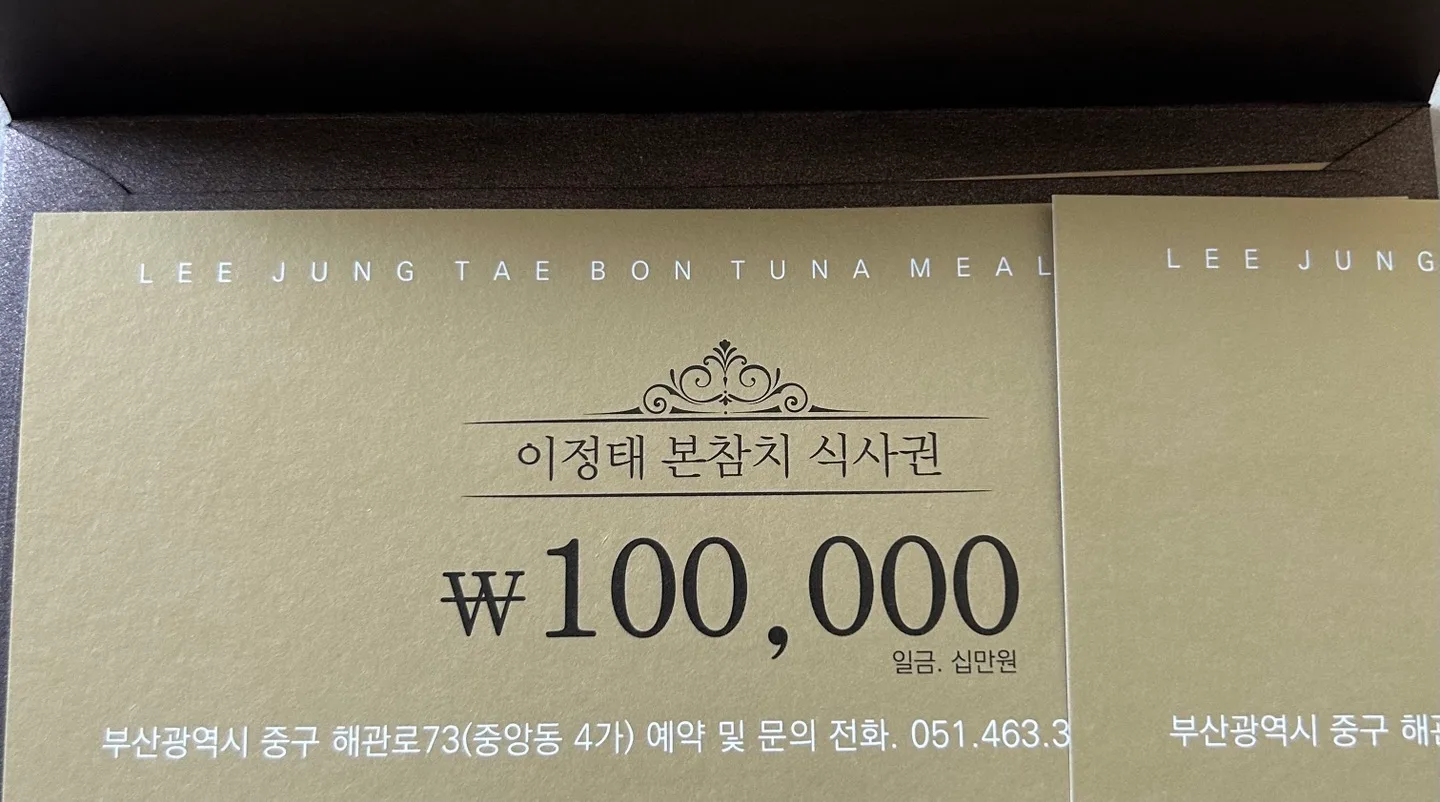 LEE JUNG TAE BON TUNA MEAL
이정태 본참치 식사권
₩100,000
일금. 십만원
부산광역시 중구 해관로73(중앙동 4가) 예약 및 문의 전화. 051.463.3
LEE JUNG
부산광역시 중구